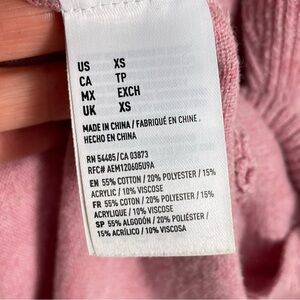 US XS
CA TP
MX EXCH
UK XS
MADE IN CHINA / FABRIQUÉ EN CHINE .
HECHO EN CHINA
RN 54485/CA 03873
RFC# AEM120605U9A
EN 55% COTTON / 20% POLYESTER / 15%
ACRYLIC / 10% VISCOSE
FR 55% COTON / 20% POLYESTER / 15%
ACRYLIQUE / 10% VISCOSE
SP 55% ALGODÓN / 20% POLIÉSTER /
15% ACRÍLICO / 10% VISCOSA